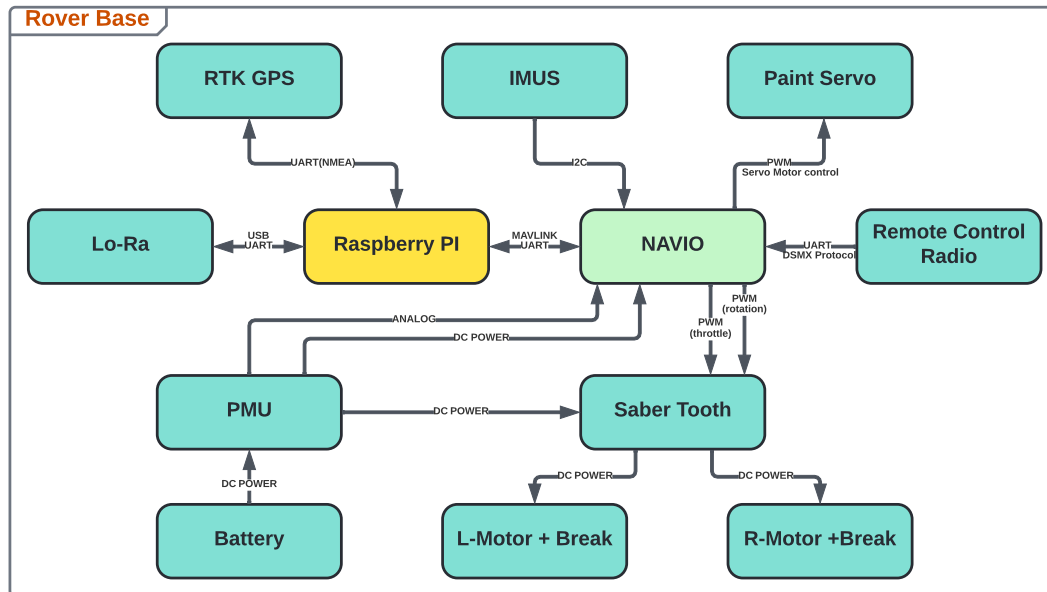 Rover Base
RTK GPS
IMUS
Paint Servo
UART(NMEA)
I2C
PWM
Servo Motor control
Lo-Ra
USB
UART
Raspberry PI
MAVLINK
UART
NAVIO
UART
DSMX Protocol
Remote Control
Radio
ANALOG
DC POWER
PWM
(throttle)
PWM
(rotation)
PMU
DC POWER
Saber Tooth
DC POWER
DC POWER
DC POWER
Battery
L-Motor + Break
R-Motor +Break